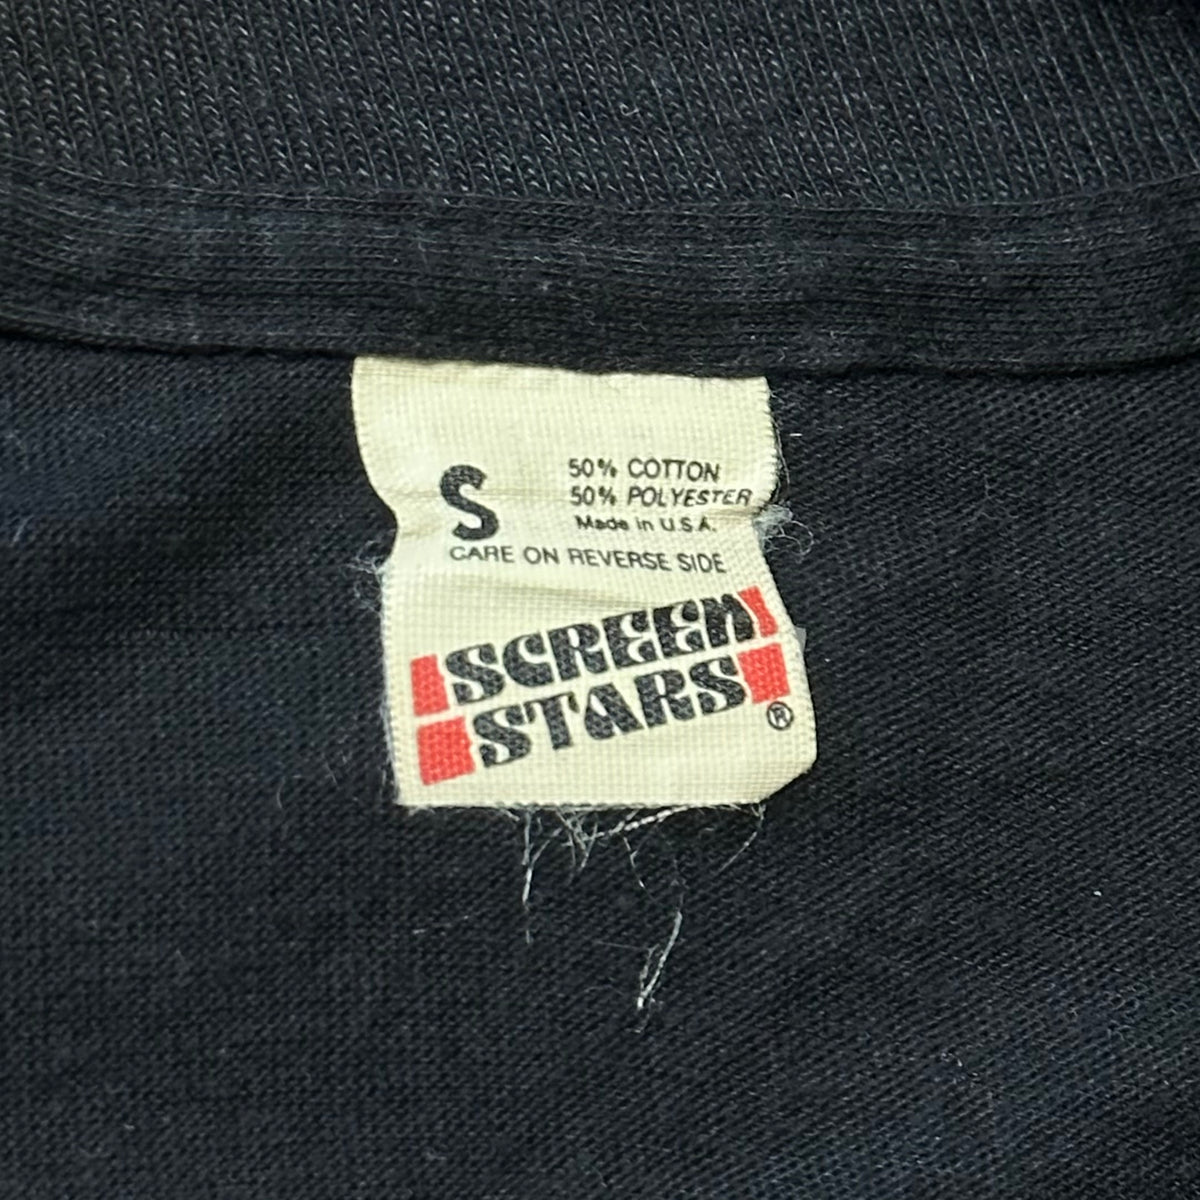 S
50% COTTON
50% POLYESTER
Made in U.S.A.
CARE ON REVERSE SIDE
SCREEN
STARS
®